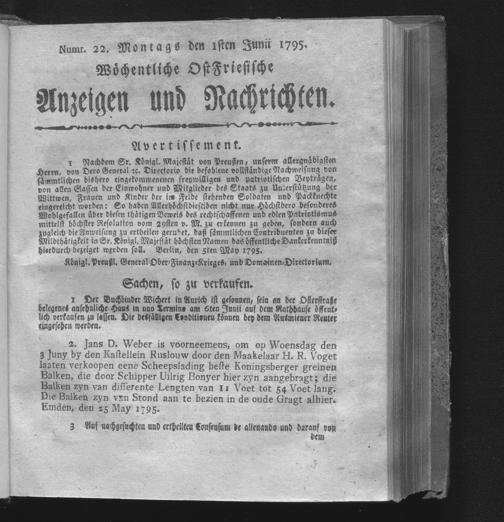 Numr. 22. Montags den 1sten Junii 1795.
Wöchentliche OstFriesische
Anzeigen und Nachrichten.
Avertissement.
1 Nachdem Sr. Königl. Majestät von Preußen, unserm allergnädigsten
Herrn, von Dero General ꝛc. Directorio die befohlene vollständige Nachweisung von
sämmtlichen bishero eingekommenen freywilligen und patriotischen Beyträgen,
von allen Classen der Einwohner und Mitglieder des Staats zu Unterstützung der
Wittwen, Frauen und Kinder der im Felde stehenden Soldaten und Packknechte
eingereicht worden: So haben Allerhöchstdieselben nicht nur Höchstdero besonderes
Wohlgefallen über diesen thätigen Beweis des rechtschaffenen und edlen Patriotismus
mittelst höchster Resolution vom 29sten v. M. zu erkennen zu geben, sondern auch
zugleich die Anweisung zu ertheilen geruhet, daß sämmtlichen Contribuenten zu dieser
Mildthätigkeit in Sr. Königl. Majestät höchsten Namen das öffentliche Dankerkenntniß
hierdurch bezeiget werden soll. Berlin, den 5ten May 1795.
Königl. Preußl. General-Ober-Finanz-Krieges- und Domainen-Directorium.
Sachen, so zu verkaufen.
1 Der Buchbinder Wichert in Aurich ist gesonnen, sein an der Osterstraße
belegenes ansehnliche Haus in uno Termino am 6ten Junii auf dem Rathhause öffent-
lich verkaufen zu lassen. Die desfälligen Conditionen können bey dem Ausmiener Reuter
eingesehen werden.
2. Jans D. Weber is voorneemens, om op Woensdag den
3 Juny by den Kastellein Ruslouw door den Maakelaar H. R. Voget
laaten verkoopen eene Scheepslading beste Koningsberger greinen
Balken, die door Schipper Uilrig Bonyer hier zyn aangebragt; die
Balken zyn van differente Lengten van 11 Voet tot 54 Voet lang.
Die Balken zyn van Stond aan te bezien in de oude Gragt alhier.
Emden, den 25 May 1795.
3 Auf nachgesuchten und ertheilten Consensum de alienando und darauf von
dem